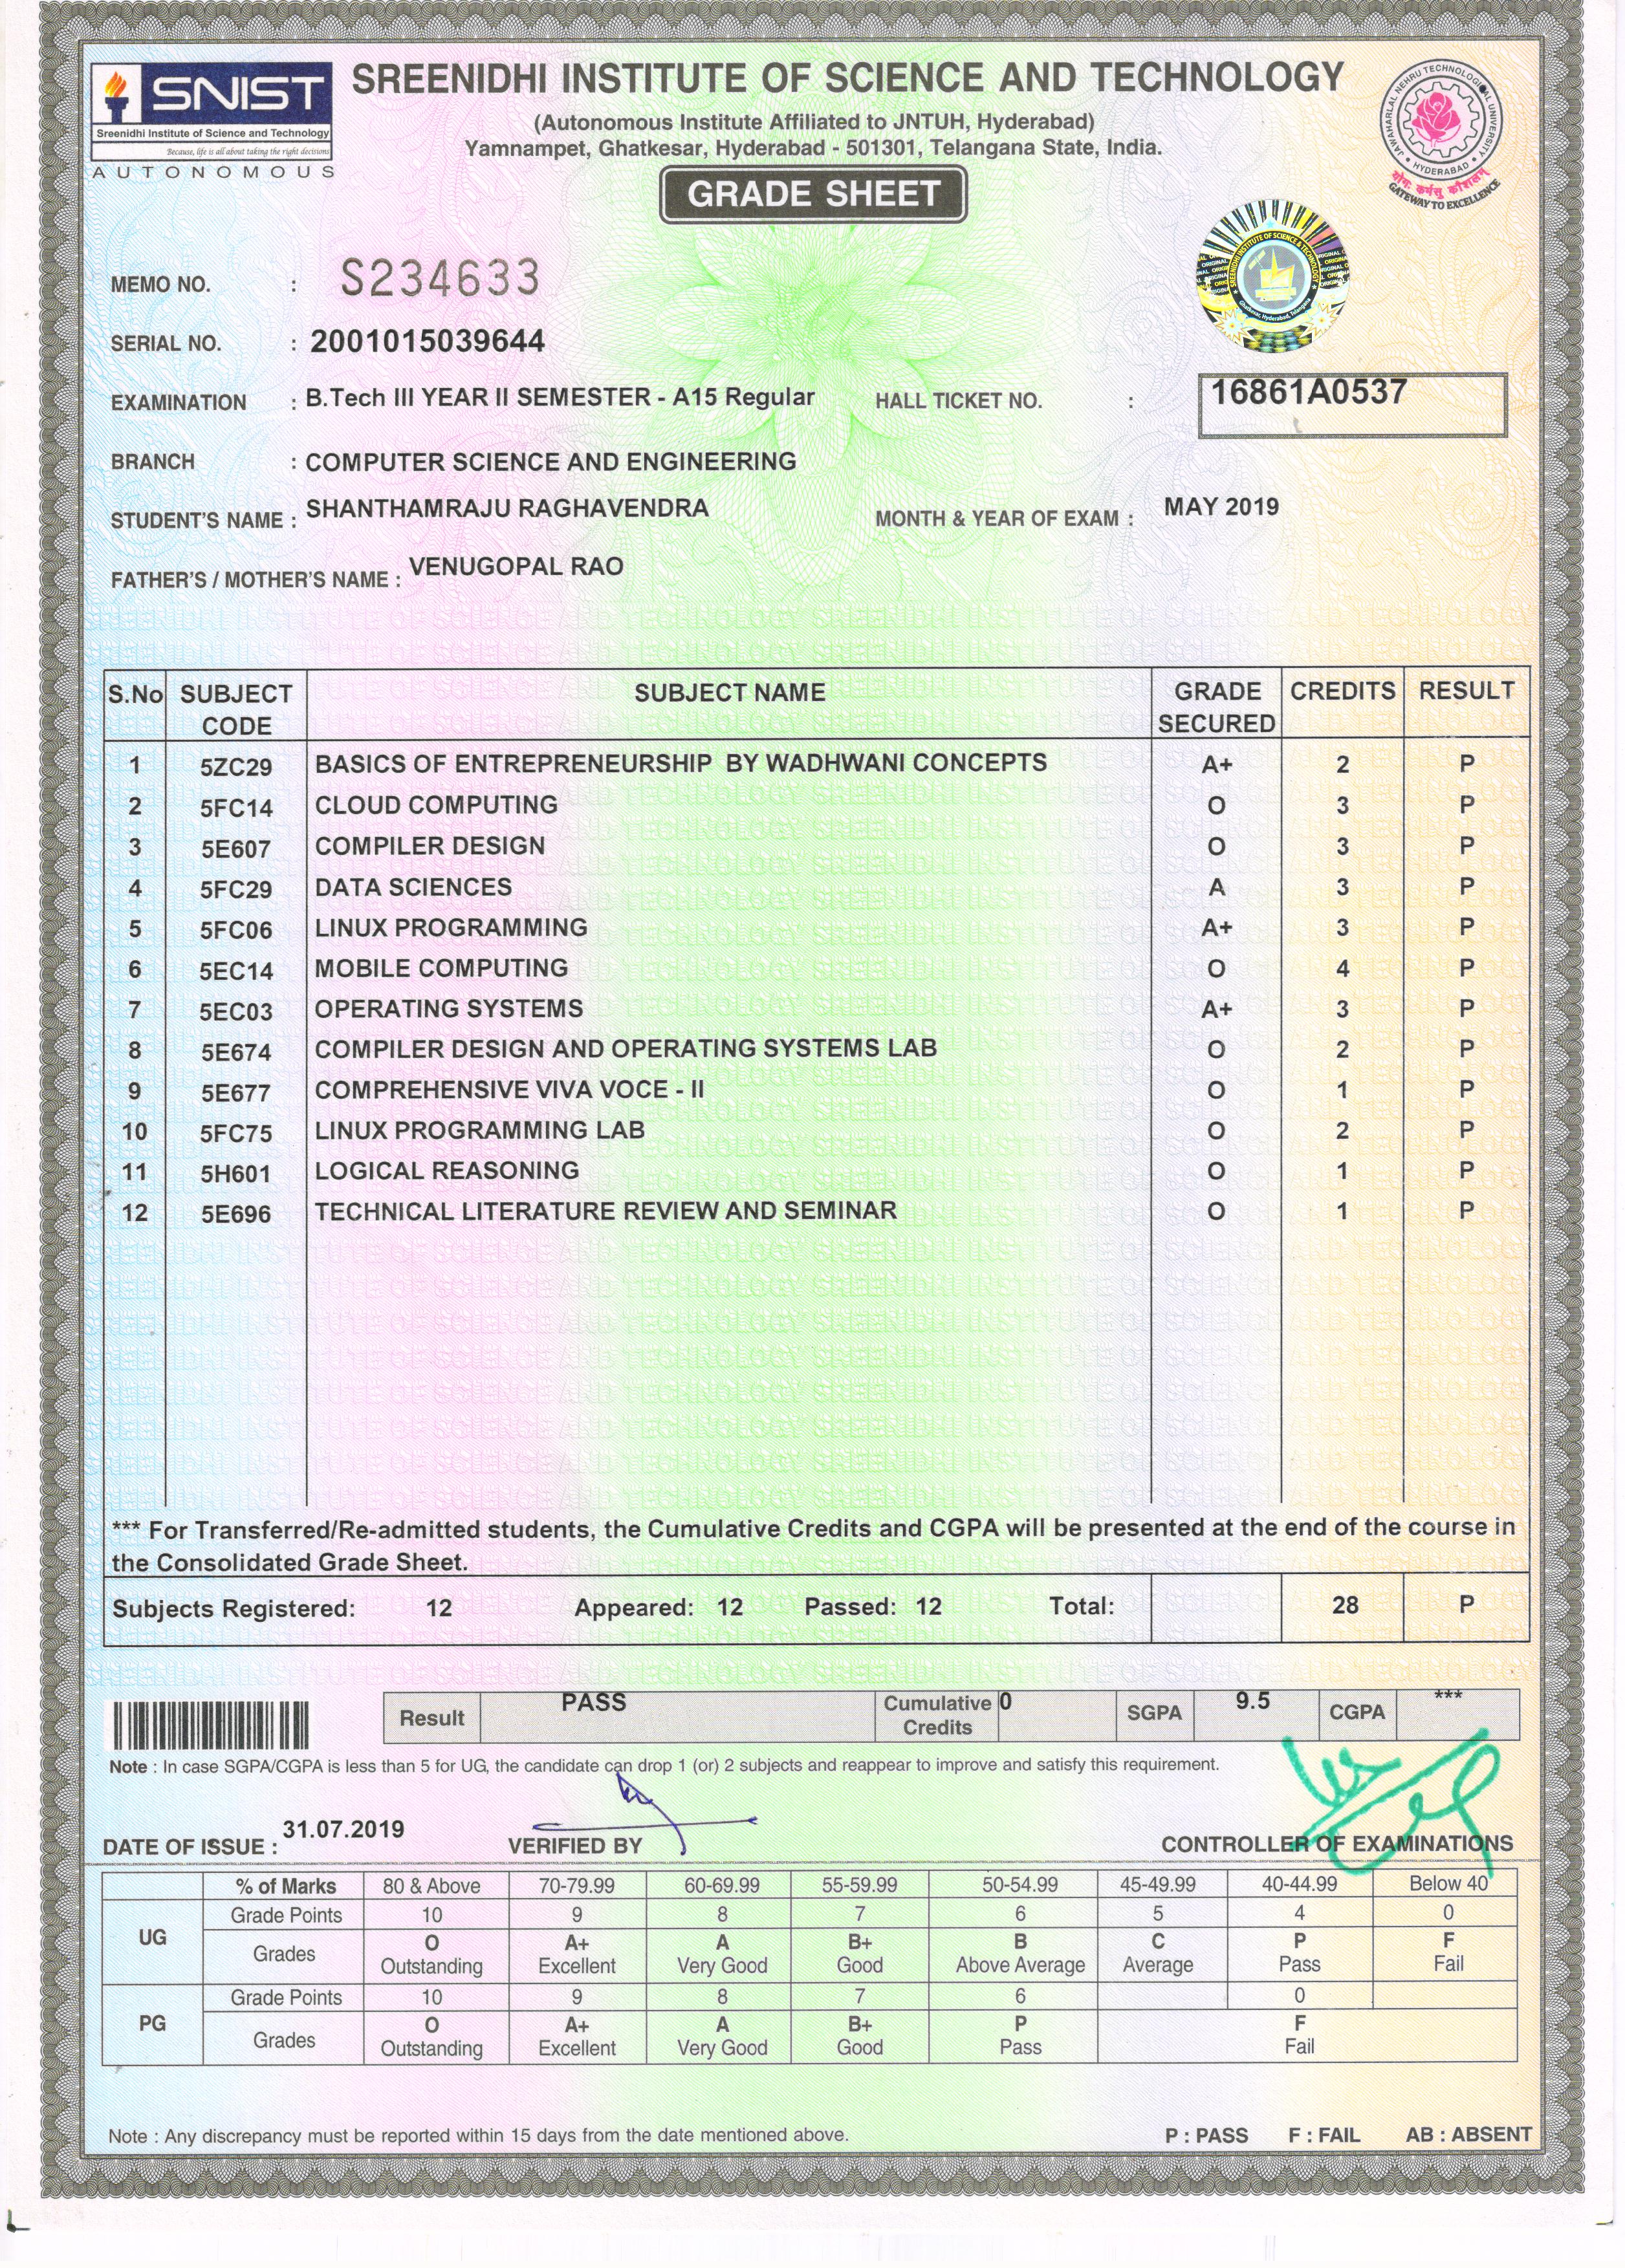 SNIST
Sreenidhi Institute of Science and Technology
Because, life is all about taking the right decisions
AUTONOMOUS
SREENIDHI INSTITUTE OF SCIENCE AND TECHNOLOGY
(Autonomous Institute Affiliated to JNTUH, Hyderabad)
Yamnampet, Ghatkesar, Hyderabad - 501301, Telangana State, India.
GRADE SHEET
JAWAHARLAL NEHRU TECHNOLOGICAL UNIVERSITY
HYDERABAD
योगः कर्मसु कौशलम्
GATEWAY TO EXCELLENCE
SREENIDHI INSTITUTE OF SCIENCE & TECHNOLOGY
Ghatkesar, Hyderabad, Telangana
MEMO NO. : S234633
SERIAL NO. : 2001015039644
EXAMINATION : B.Tech III YEAR II SEMESTER - A15 Regular HALL TICKET NO. : 16861A0537
BRANCH : COMPUTER SCIENCE AND ENGINEERING
STUDENT'S NAME : SHANTHAMRAJU RAGHAVENDRA MONTH & YEAR OF EXAM : MAY 2019
FATHER'S / MOTHER'S NAME : VENUGOPAL RAO
S.No SUBJECT CODE SUBJECT NAME GRADE SECURED CREDITS RESULT
1 5ZC29 BASICS OF ENTREPRENEURSHIP BY WADHWANI CONCEPTS A+ 2 P
2 5FC14 CLOUD COMPUTING O 3 P
3 5E607 COMPILER DESIGN O 3 P
4 5FC29 DATA SCIENCES A 3 P
5 5FC06 LINUX PROGRAMMING A+ 3 P
6 5EC14 MOBILE COMPUTING O 4 P
7 5EC03 OPERATING SYSTEMS A+ 3 P
8 5E674 COMPILER DESIGN AND OPERATING SYSTEMS LAB O 2 P
9 5E677 COMPREHENSIVE VIVA VOCE - II O 1 P
10 5FC75 LINUX PROGRAMMING LAB O 2 P
11 5H601 LOGICAL REASONING O 1 P
12 5E696 TECHNICAL LITERATURE REVIEW AND SEMINAR O 1 P
*** For Transferred/Re-admitted students, the Cumulative Credits and CGPA will be presented at the end of the course in
the Consolidated Grade Sheet.
Subjects Registered: 12 Appeared: 12 Passed: 12 Total: 28 P
Result PASS Cumulative Credits 0 SGPA 9.5 CGPA ***
Note : In case SGPA/CGPA is less than 5 for UG, the candidate can drop 1 (or) 2 subjects and reappear to improve and satisfy this requirement.
DATE OF ISSUE : 31.07.2019 VERIFIED BY CONTROLLER OF EXAMINATIONS
% of Marks 80 & Above 70-79.99 60-69.99 55-59.99 50-54.99 45-49.99 40-44.99 Below 40
UG Grade Points 10 9 8 7 6 5 4 0
Grades O A+ A B+ B C P F
Outstanding Excellent Very Good Good Above Average Average Pass Fail
PG Grade Points 10 9 8 7 6 0
Grades O A+ A B+ P F
Outstanding Excellent Very Good Good Pass Fail
Note : Any discrepancy must be reported within 15 days from the date mentioned above. P : PASS F : FAIL AB : ABSENT